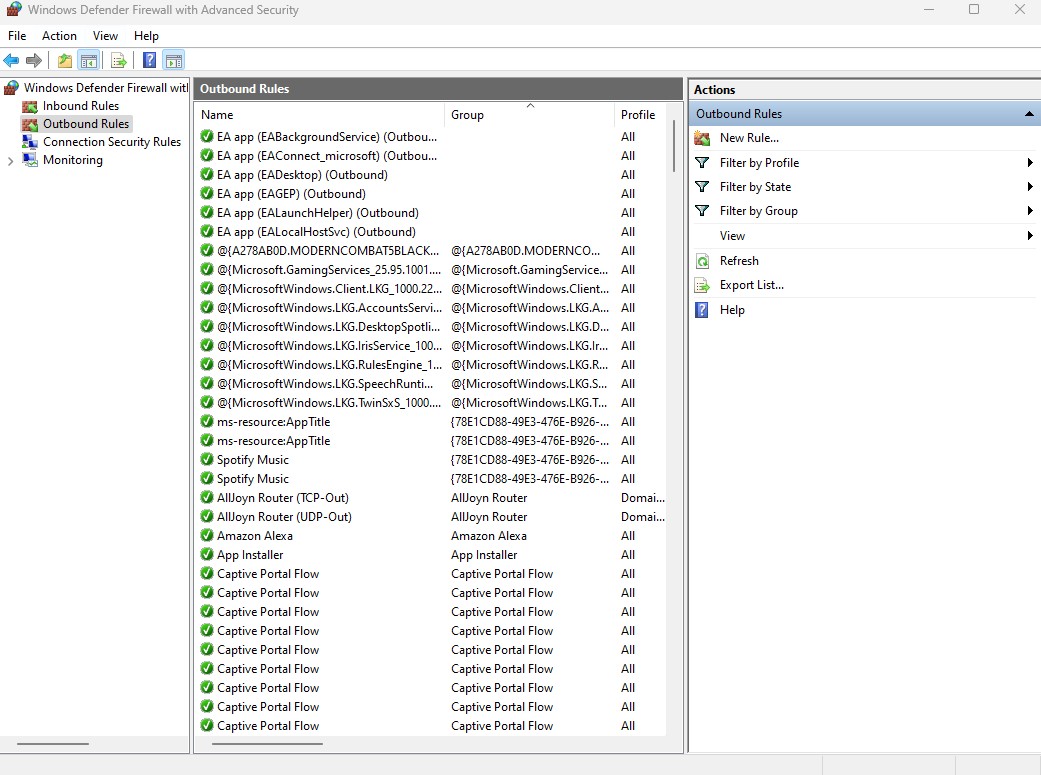 Windows Defender Firewall with Advanced Security
File Action View Help
Windows Defender Firewall with
Inbound Rules
Outbound Rules
Connection Security Rules
Monitoring
Outbound Rules
Name Group Profile
EA app (EABackgroundService) (Outbou... All
EA app (EAConnect_microsoft) (Outbou... All
EA app (EADesktop) (Outbound) All
EA app (EAGEP) (Outbound) All
EA app (EALaunchHelper) (Outbound) All
EA app (EALocalHostSvc) (Outbound) All
@{A278AB0D.MODERNCOMBAT5BLACK... @{A278AB0D.MODERNCO... All
@{Microsoft.GamingServices_25.95.1001.... @{Microsoft.GamingService... All
@{MicrosoftWindows.Client.LKG_1000.22... @{MicrosoftWindows.Client... All
@{MicrosoftWindows.LKG.AccountsServi... @{MicrosoftWindows.LKG.A... All
@{MicrosoftWindows.LKG.DesktopSpotli... @{MicrosoftWindows.LKG.D... All
@{MicrosoftWindows.LKG.IrisService_100... @{MicrosoftWindows.LKG.Ir... All
@{MicrosoftWindows.LKG.RulesEngine_1... @{MicrosoftWindows.LKG.R... All
@{MicrosoftWindows.LKG.SpeechRunti... @{MicrosoftWindows.LKG.S... All
@{MicrosoftWindows.LKG.TwinSxS_1000.... @{MicrosoftWindows.LKG.T... All
ms-resource:AppTitle {78E1CD88-49E3-476E-B926-... All
ms-resource:AppTitle {78E1CD88-49E3-476E-B926-... All
Spotify Music {78E1CD88-49E3-476E-B926-... All
Spotify Music {78E1CD88-49E3-476E-B926-... All
AllJoyn Router (TCP-Out) AllJoyn Router Domai...
AllJoyn Router (UDP-Out) AllJoyn Router Domai...
Amazon Alexa Amazon Alexa All
App Installer App Installer All
Captive Portal Flow Captive Portal Flow All
Captive Portal Flow Captive Portal Flow All
Captive Portal Flow Captive Portal Flow All
Captive Portal Flow Captive Portal Flow All
Captive Portal Flow Captive Portal Flow All
Captive Portal Flow Captive Portal Flow All
Captive Portal Flow Captive Portal Flow All
Captive Portal Flow Captive Portal Flow All
Captive Portal Flow Captive Portal Flow All
Actions
Outbound Rules
New Rule...
Filter by Profile
Filter by State
Filter by Group
View
Refresh
Export List...
Help